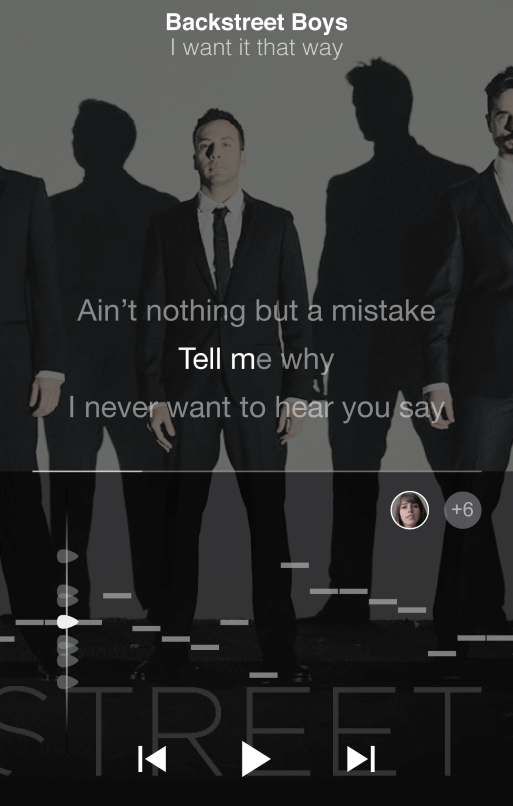 Backstreet Boys
I want it that way
Ain’t nothing but a mistake
Tell me why
I never want to hear you say
+6
STREET